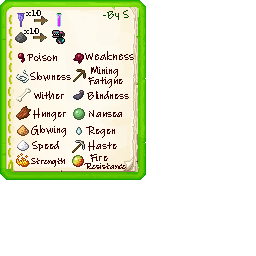 x10 -By S
x10
Poison Weakness
Slowness Mining
Fatigue
Wither Blindness
Hunger Nausea
Glowing Regen
Speed Haste
Strength Fire
Resistance